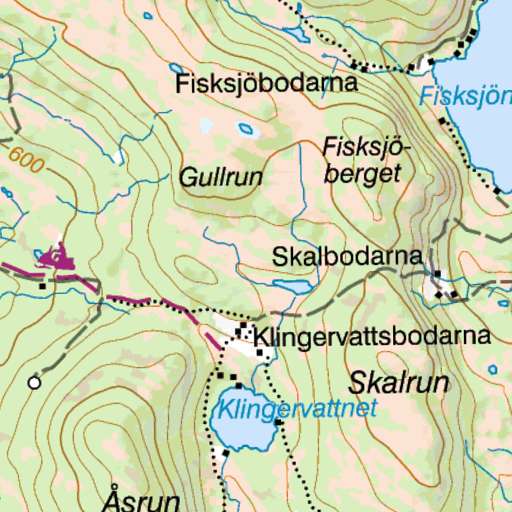 Fisksjöbodarna
Fisksjön
600
Fisksjö-
berget
Gullrun
Skalbodarna
Klingervattsbodarna
Skalrun
Klingervattnet
Åsrun